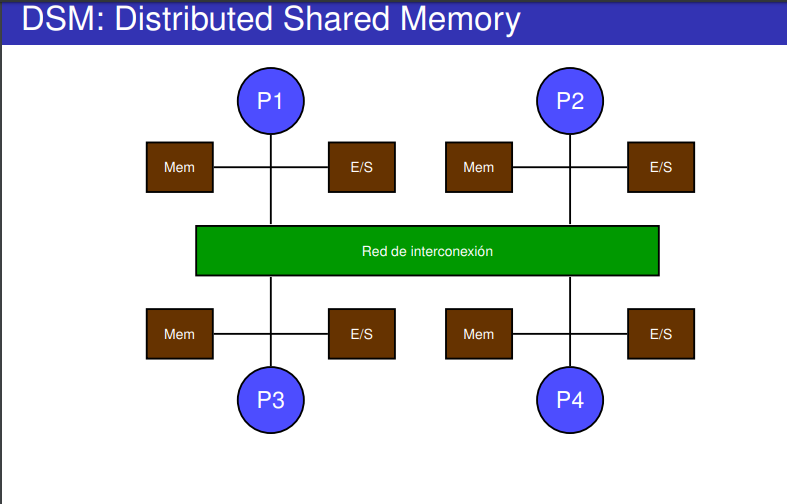 DSM: Distributed Shared Memory
P1
P2
Mem
E/S
Mem
E/S
Red de interconexión
Mem
E/S
Mem
E/S
P3
P4